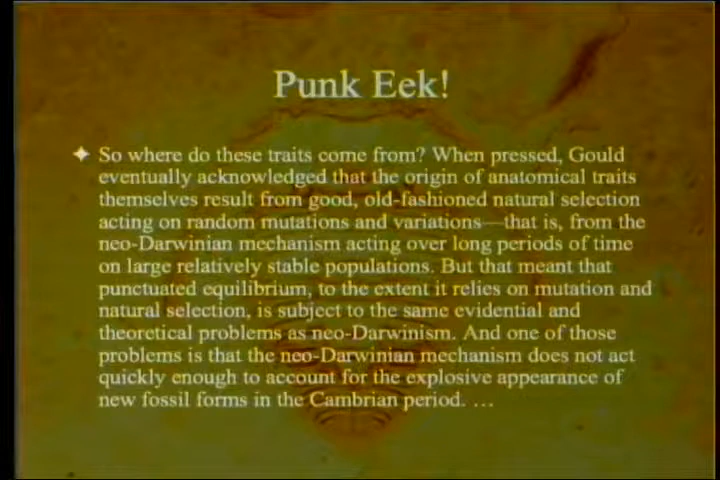 Punk Eek!
So where do these traits come from? When pressed, Gould
eventually acknowledged that the origin of anatomical traits
themselves result from good, old-fashioned natural selection
acting on random mutations and variations—that is, from the
neo-Darwinian mechanism acting over long periods of time
on large relatively stable populations. But that meant that
punctuated equilibrium, to the extent it relies on mutation and
natural selection, is subject to the same evidential and
theoretical problems as neo-Darwinism. And one of those
problems is that the neo-Darwinian mechanism does not act
quickly enough to account for the explosive appearance of
new fossil forms in the Cambrian period. …